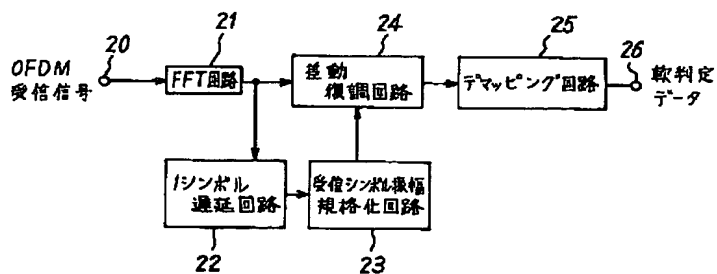 20
OFDM
受信信号
21
FFT回路
24
差動
復調回路
25
デマッピング回路
26
軟判定
データ
1シンボル
遅延回路
22
受信シンボル振幅
規格化回路
23